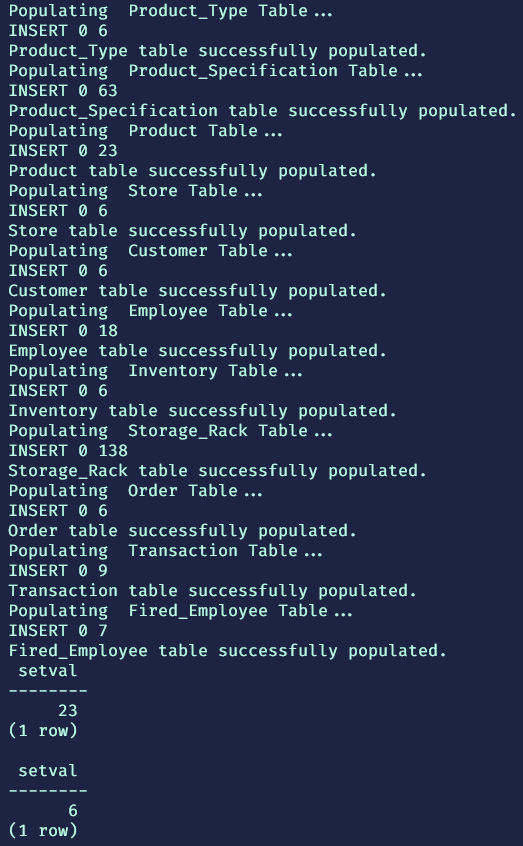 Populating  Product_Type Table...
INSERT 0 6
Product_Type table successfully populated.
Populating  Product_Specification Table...
INSERT 0 63
Product_Specification table successfully populated.
Populating  Product Table...
INSERT 0 23
Product table successfully populated.
Populating  Store Table...
INSERT 0 6
Store table successfully populated.
Populating  Customer Table...
INSERT 0 6
Customer table successfully populated.
Populating  Employee Table...
INSERT 0 18
Employee table successfully populated.
Populating  Inventory Table...
INSERT 0 6
Inventory table successfully populated.
Populating  Storage_Rack Table...
INSERT 0 138
Storage_Rack table successfully populated.
Populating  Order Table...
INSERT 0 6
Order table successfully populated.
Populating  Transaction Table...
INSERT 0 9
Transaction table successfully populated.
Populating  Fired_Employee Table...
INSERT 0 7
Fired_Employee table successfully populated.
 setval
--------
     23
(1 row)

 setval
--------
      6
(1 row)